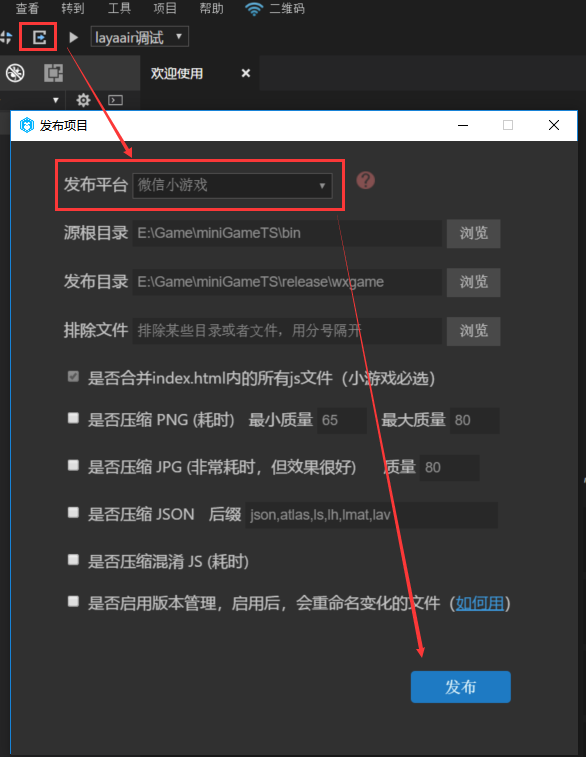 查看 转到 工具 项目 帮助 二维码
layaair调试
欢迎使用
发布项目
发布平台 微信小游戏
源根目录 E:\Game\miniGameTS\bin 浏览
发布目录 E:\Game\miniGameTS\release\wxgame 浏览
排除文件 排除某些目录或者文件，用分号隔开 浏览
是否合并index.html内的所有js文件（小游戏必选）
是否压缩 PNG (耗时) 最小质量 65 最大质量 80
是否压缩 JPG (非常耗时，但效果很好) 质量 80
是否压缩 JSON 后缀 json,atlas,ls,lh,lmat,lav
是否压缩混淆 JS (耗时)
是否启用版本管理，启用后，会重命名变化的文件（如何用）
发布